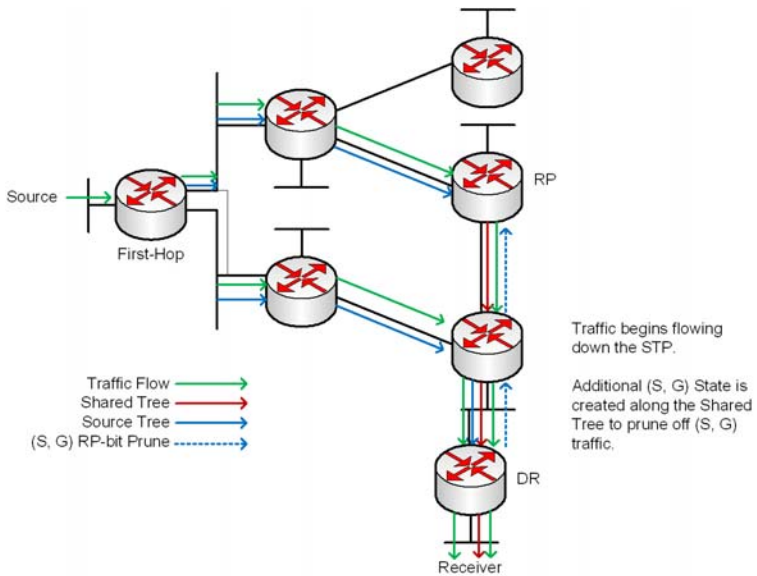 RP
Source
First-Hop
Traffic begins flowing
down the STP.
Additional (S, G) State is
created along the Shared
Tree to prune off (S, G)
traffic.
Traffic Flow
Shared Tree
Source Tree
(S, G) RP-bit Prune
DR
Receiver